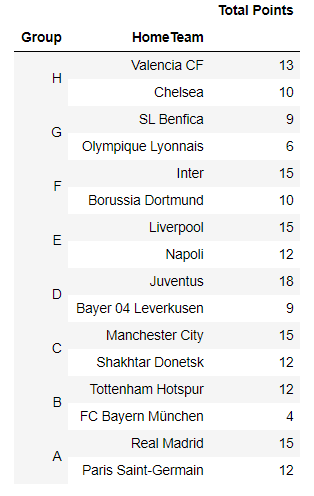 Total Points
Group HomeTeam
H Valencia CF 13
Chelsea 10
G SL Benfica 9
Olympique Lyonnais 6
F Inter 15
Borussia Dortmund 10
E Liverpool 15
Napoli 12
D Juventus 18
Bayer 04 Leverkusen 9
C Manchester City 15
Shakhtar Donetsk 12
B Tottenham Hotspur 12
FC Bayern München 4
A Real Madrid 15
Paris Saint-Germain 12